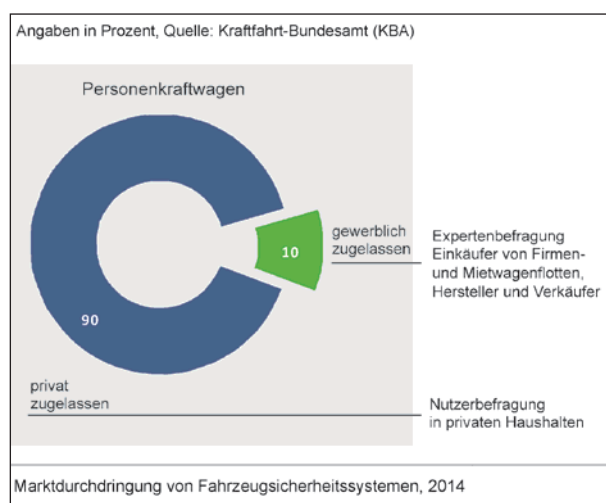 Angaben in Prozent, Quelle: Kraftfahrt-Bundesamt (KBA)
Personenkraftwagen
gewerblich
zugelassen
10
Expertenbefragung
Einkäufer von Firmen-
und Mietwagenflotten,
Hersteller und Verkäufer
90
privat
zugelassen
Nutzerbefragung
in privaten Haushalten
Marktdurchdringung von Fahrzeugsicherheitssystemen, 2014